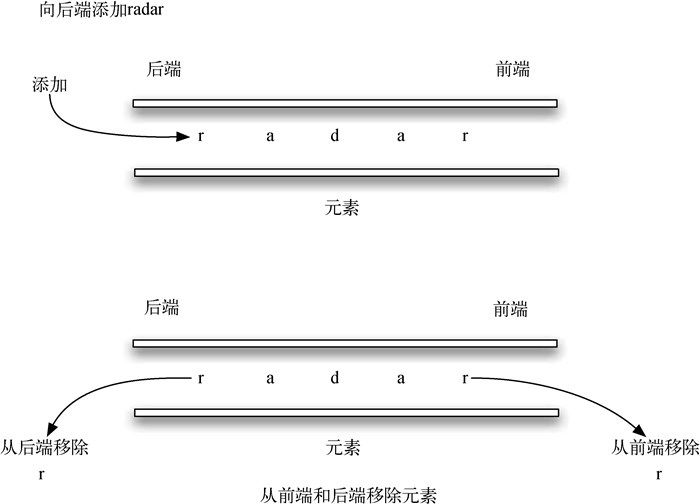 向后端添加radar
后端 前端
添加
r a d a r
元素
后端 前端
r a d a r
从后端移除 元素 从前端移除
r r
从前端和后端移除元素